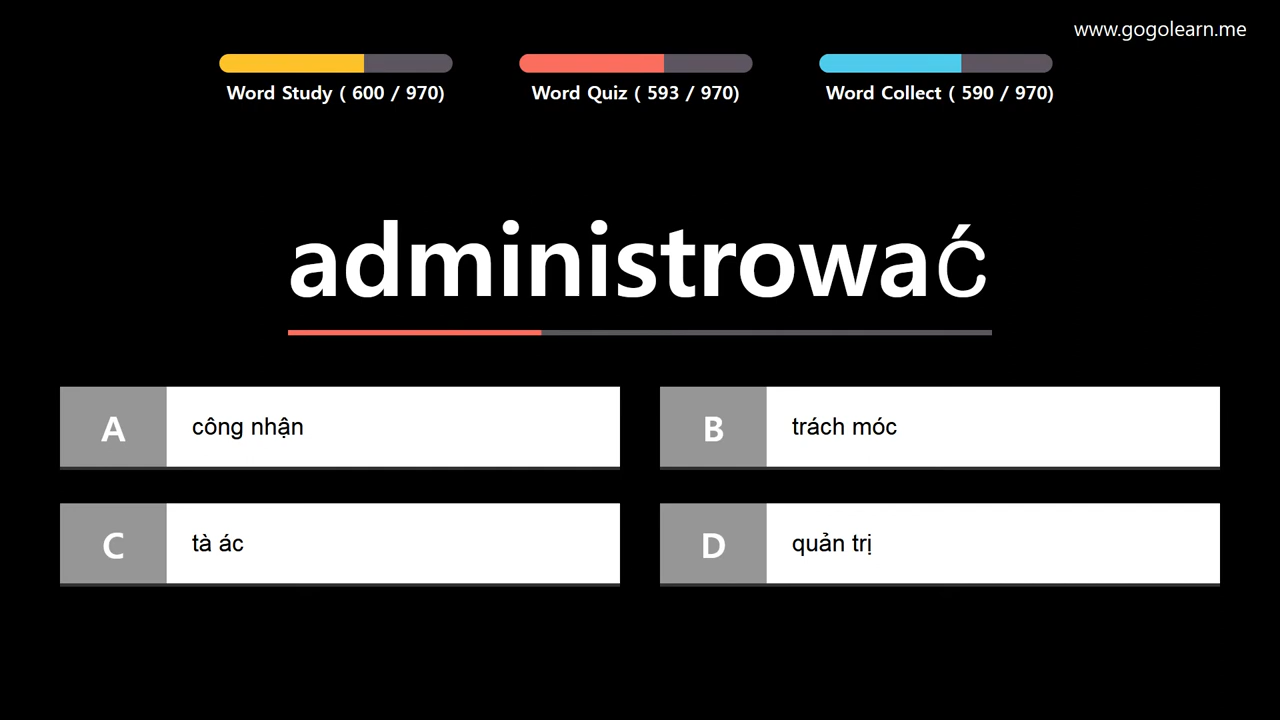 www.gogolearn.me
Word Study ( 600 / 970)
Word Quiz ( 593 / 970)
Word Collect ( 590 / 970)
administrować
A
công nhận
B
trách móc
C
tà ác
D
quản trị